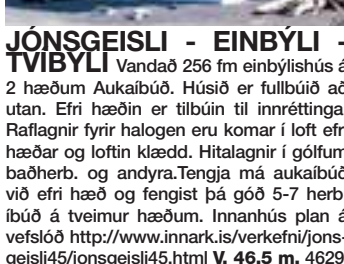 JÓNSGEISLI - EINBÝLI -
TVÍBÝLI Vandað 256 fm einbýlishús á
2 hæðum Aukaíbúð. Húsið er fullbúið að
utan. Efri hæðin er tilbúin til innréttinga.
Raflagnir fyrir halogen eru komar í loft efri
hæðar og loftin klædd. Hitalagnir í gólfum
baðherb. og andyra.Tengja má aukaíbúð
við efri hæð og fengist þá góð 5-7 herb.
íbúð á tveimur hæðum. Innanhús plan á
vefslóð http://www.innark.is/verkefni/jons-
geisli45/jonsgeisli45.html V. 46.5 m. 4629